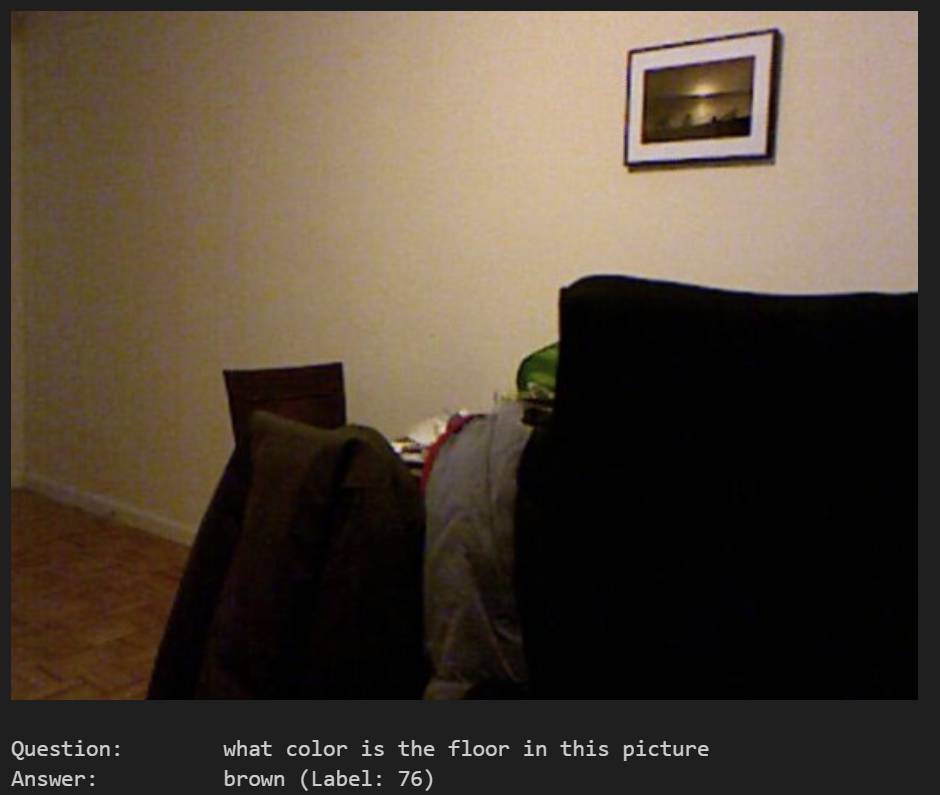 Question: what color is the floor in this picture
Answer: brown (Label: 76)